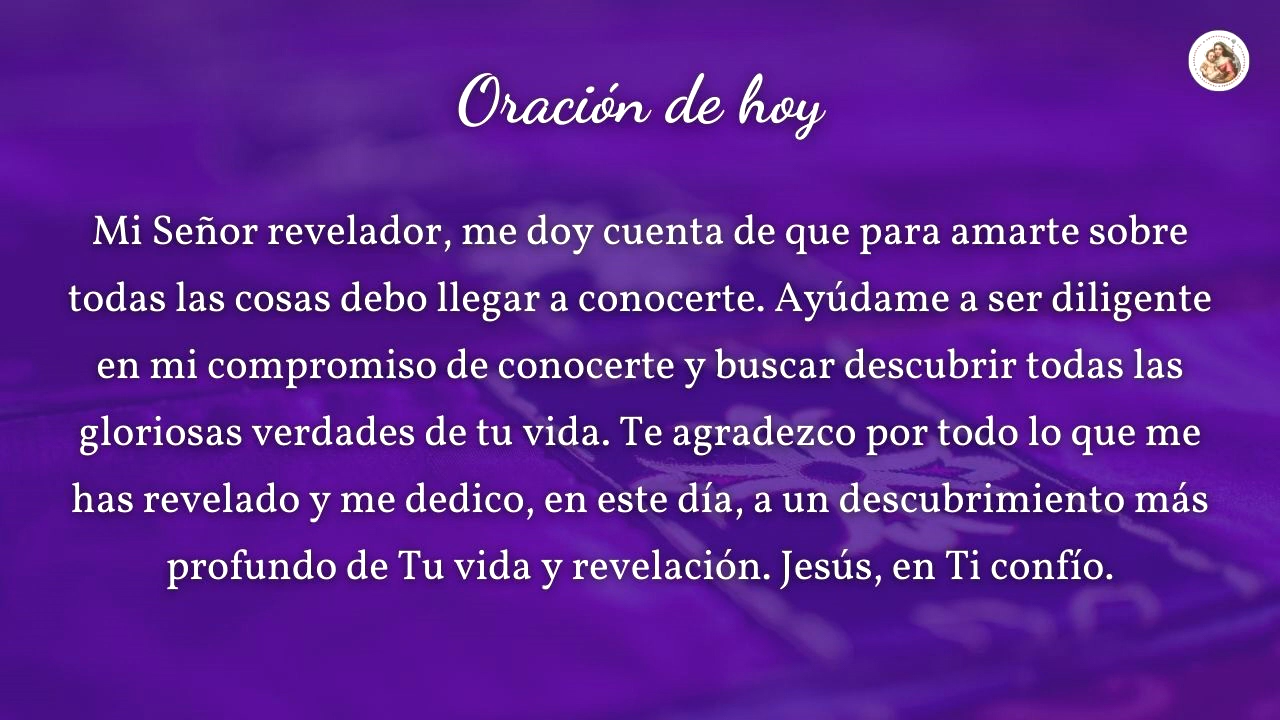 Oración de hoy
Mi Señor revelador, me doy cuenta de que para amarte sobre
todas las cosas debo llegar a conocerte. Ayúdame a ser diligente
en mi compromiso de conocerte y buscar descubrir todas las
gloriosas verdades de tu vida. Te agradezco por todo lo que me
has revelado y me dedico, en este día, a un descubrimiento más
profundo de Tu vida y revelación. Jesús, en Ti confío.